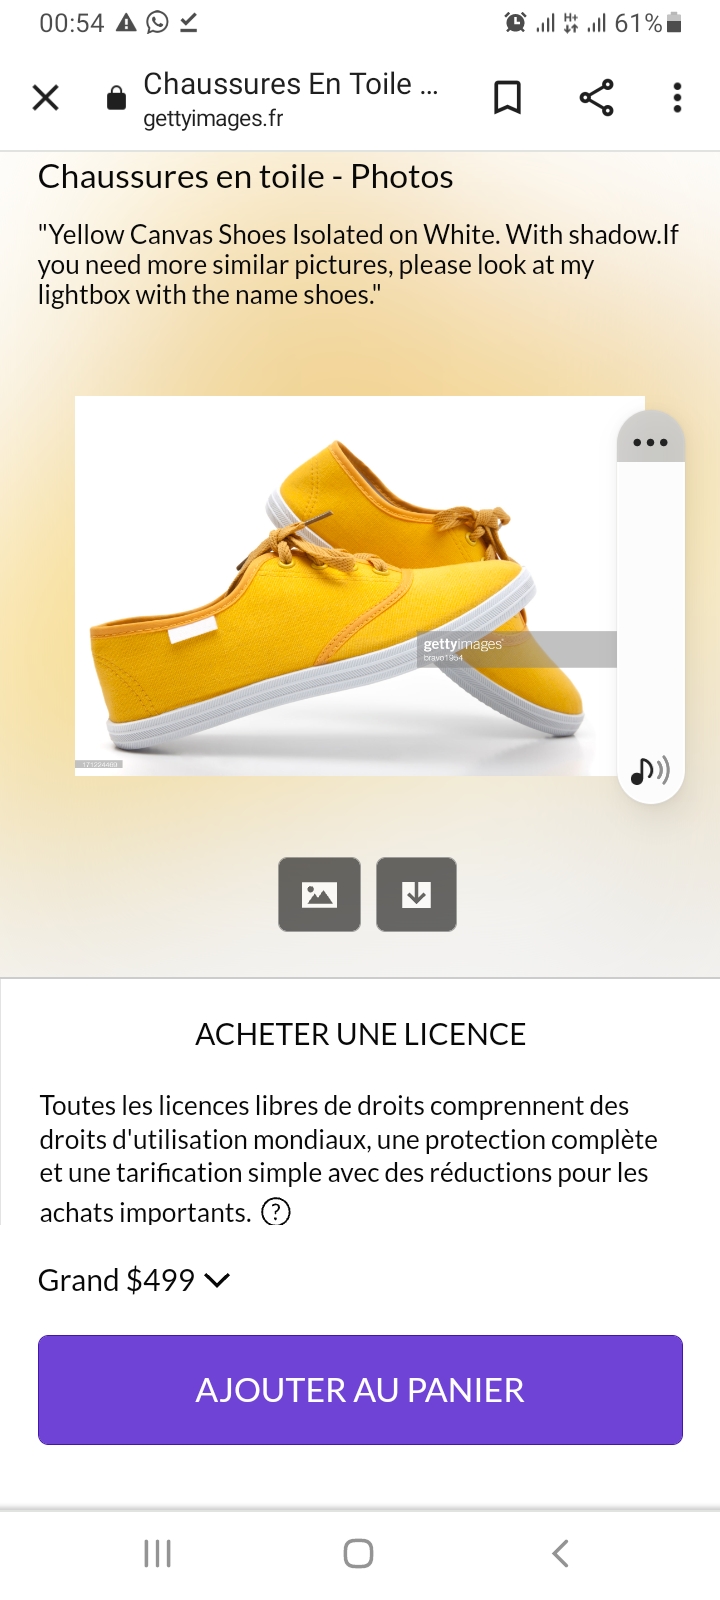 00:54
61%
Chaussures En Toile ...
gettyimages.fr
Chaussures en toile - Photos
"Yellow Canvas Shoes Isolated on White. With shadow.If
you need more similar pictures, please look at my
lightbox with the name shoes."
gettyimages
bravo1954
ACHETER UNE LICENCE
Toutes les licences libres de droits comprennent des
droits d'utilisation mondiaux, une protection complète
et une tarification simple avec des réductions pour les
achats importants.
Grand $499
AJOUTER AU PANIER